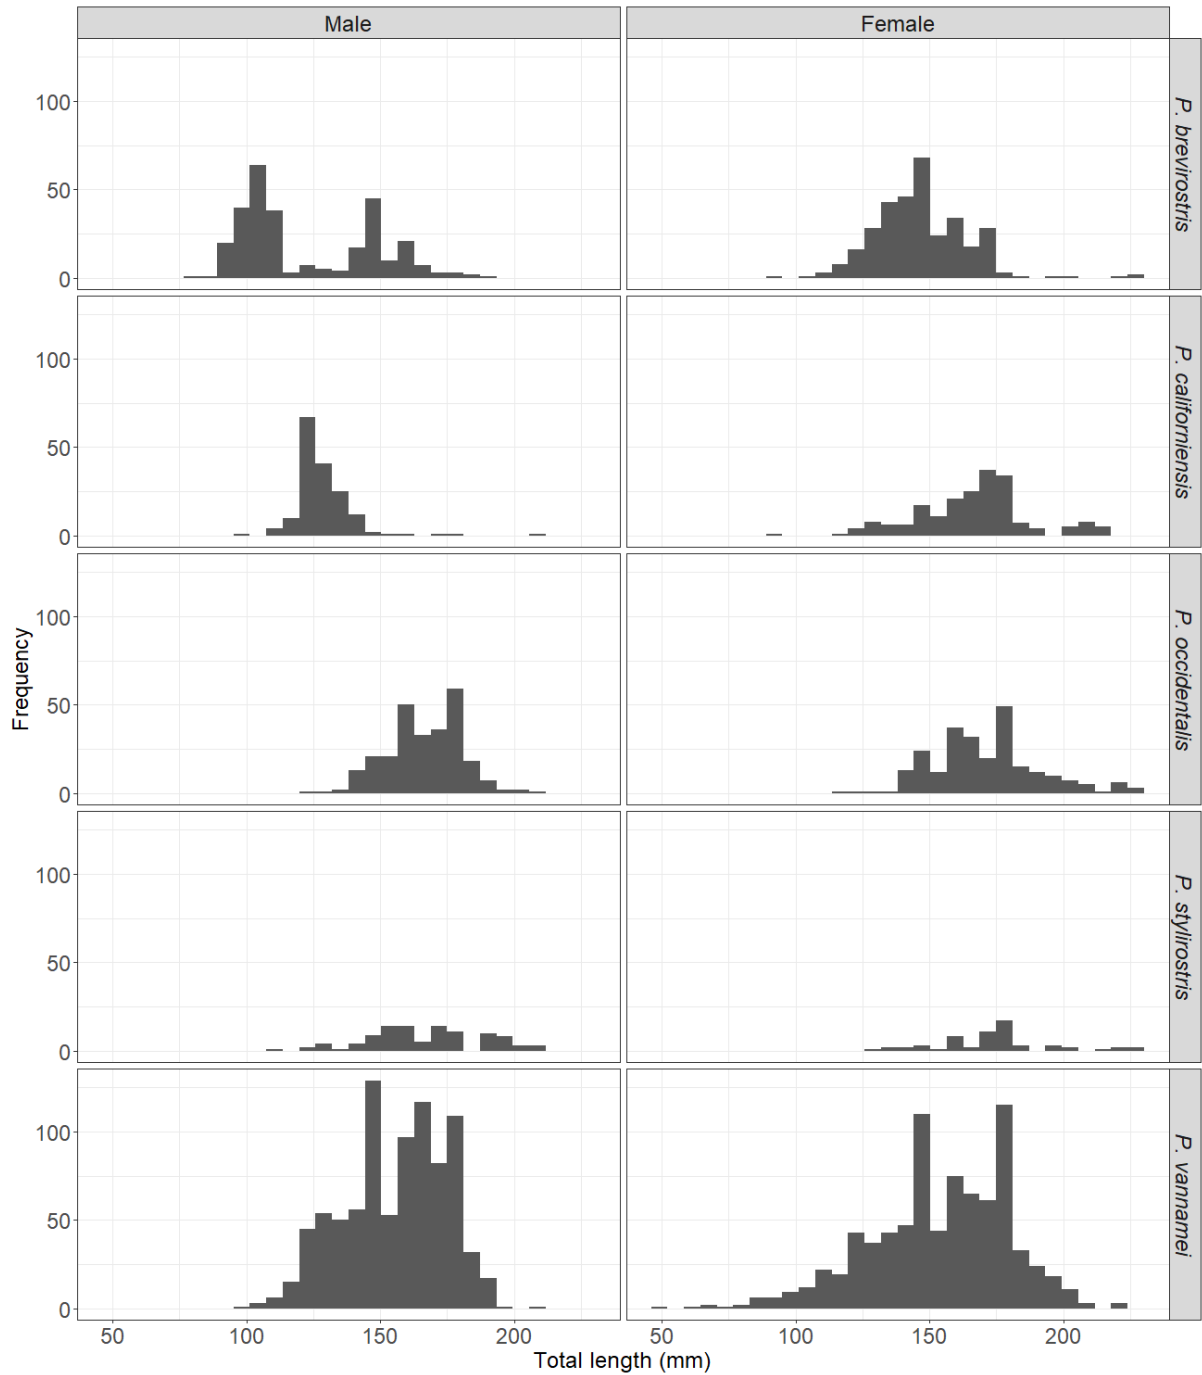 Male
Female
100
50
0
P. brevirostris
100
50
0
P. californiensis
100
50
0
P. occidentalis
100
50
0
P. stylirostris
100
50
0
P. vannamei
50
100
150
200
50
100
150
200
Frequency
Total length (mm)